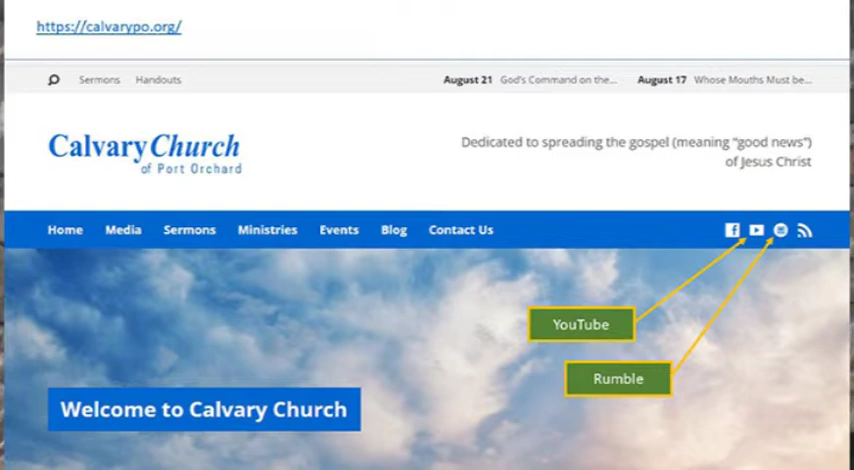 https://calvarypo.org/
Sermons Handouts August 21 God's Command on the... August 17 Whose Mouths Must be...
Calvary Church
of Port Orchard
Dedicated to spreading the gospel (meaning "good news")
of Jesus Christ
Home Media Sermons Ministries Events Blog Contact Us
YouTube
Rumble
Welcome to Calvary Church